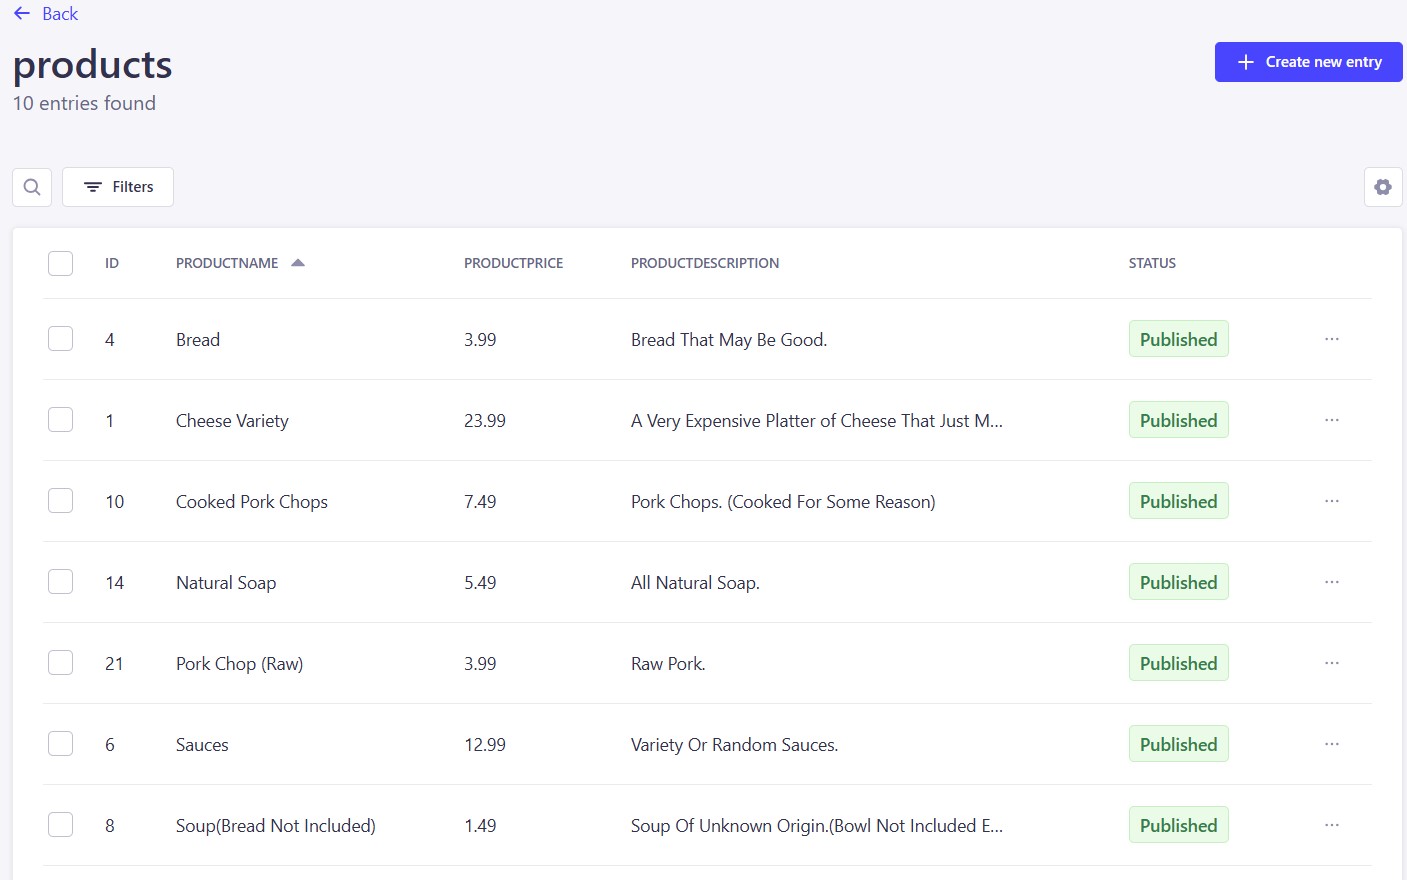 Back
products
Create new entry
10 entries found
Filters
ID PRODUCTNAME PRODUCTPRICE PRODUCTDESCRIPTION STATUS
4 Bread 3.99 Bread That May Be Good. Published ...
1 Cheese Variety 23.99 A Very Expensive Platter of Cheese That Just M... Published ...
10 Cooked Pork Chops 7.49 Pork Chops. (Cooked For Some Reason) Published ...
14 Natural Soap 5.49 All Natural Soap. Published ...
21 Pork Chop (Raw) 3.99 Raw Pork. Published ...
6 Sauces 12.99 Variety Or Random Sauces. Published ...
8 Soup(Bread Not Included) 1.49 Soup Of Unknown Origin.(Bowl Not Included E... Published ...